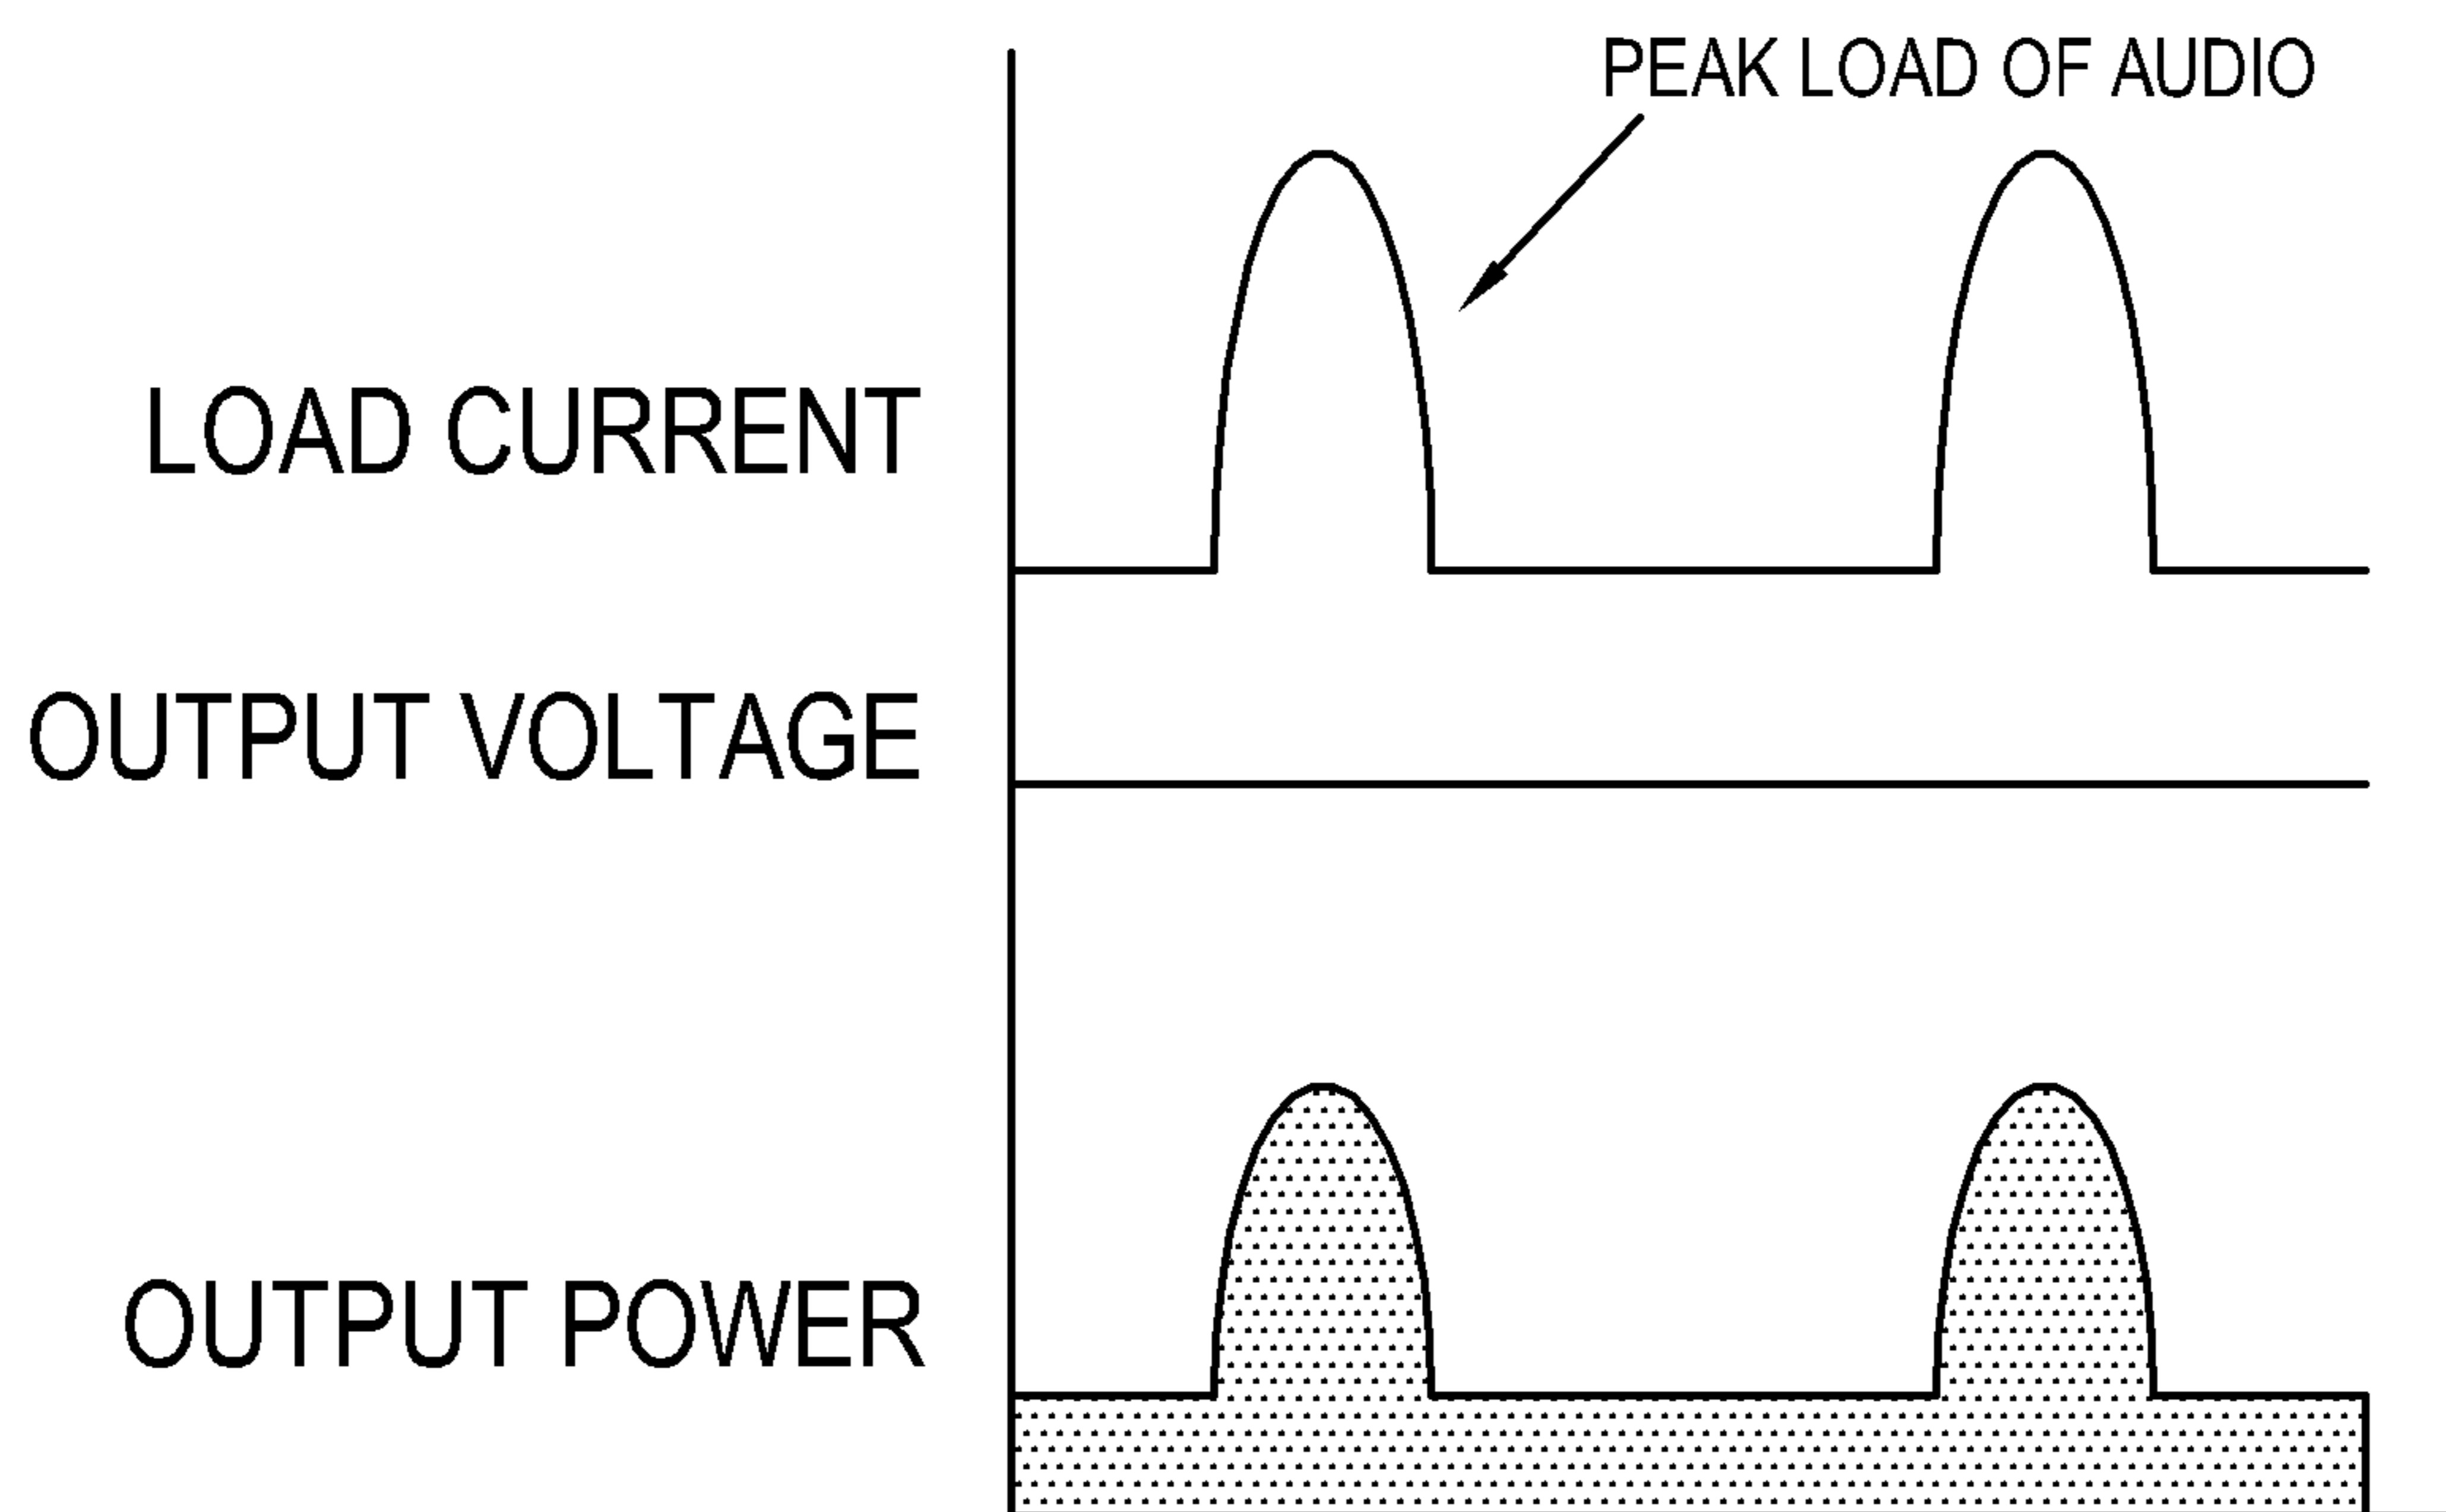 PEAK LOAD OF AUDIO
LOAD CURRENT
OUTPUT VOLTAGE
OUTPUT POWER